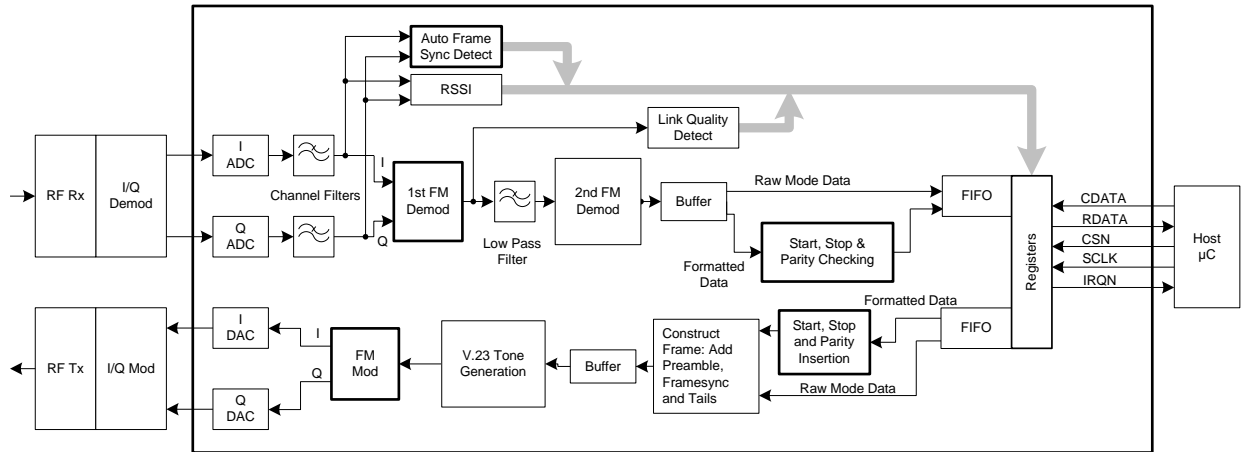 Auto Frame
Sync Detect
RSSI
Link Quality
Detect
RF Rx
I/Q
Demod
I
ADC
Channel Filters
Q
ADC
I
Q
1st FM
Demod
Low Pass
Filter
2nd FM
Demod
Buffer
Raw Mode Data
Formatted
Data
Start, Stop &
Parity Checking
FIFO
Registers
CDATA
RDATA
CSN
SCLK
IRQN
Host
µC
RF Tx
I/Q Mod
I
DAC
Q
DAC
I
Q
FM
Mod
V.23 Tone
Generation
Buffer
Construct
Frame: Add
Preamble,
Framesync
and Tails
Start, Stop
and Parity
Insertion
Formatted Data
Raw Mode Data
FIFO